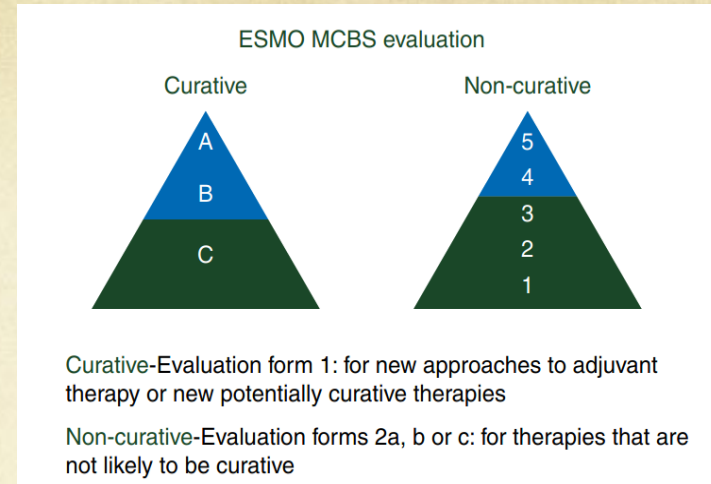 ESMO MCBS evaluation
Curative
Non-curative
A
B
C
5
4
3
2
1
Curative-Evaluation form 1: for new approaches to adjuvant
therapy or new potentially curative therapies
Non-curative-Evaluation forms 2a, b or c: for therapies that are
not likely to be curative